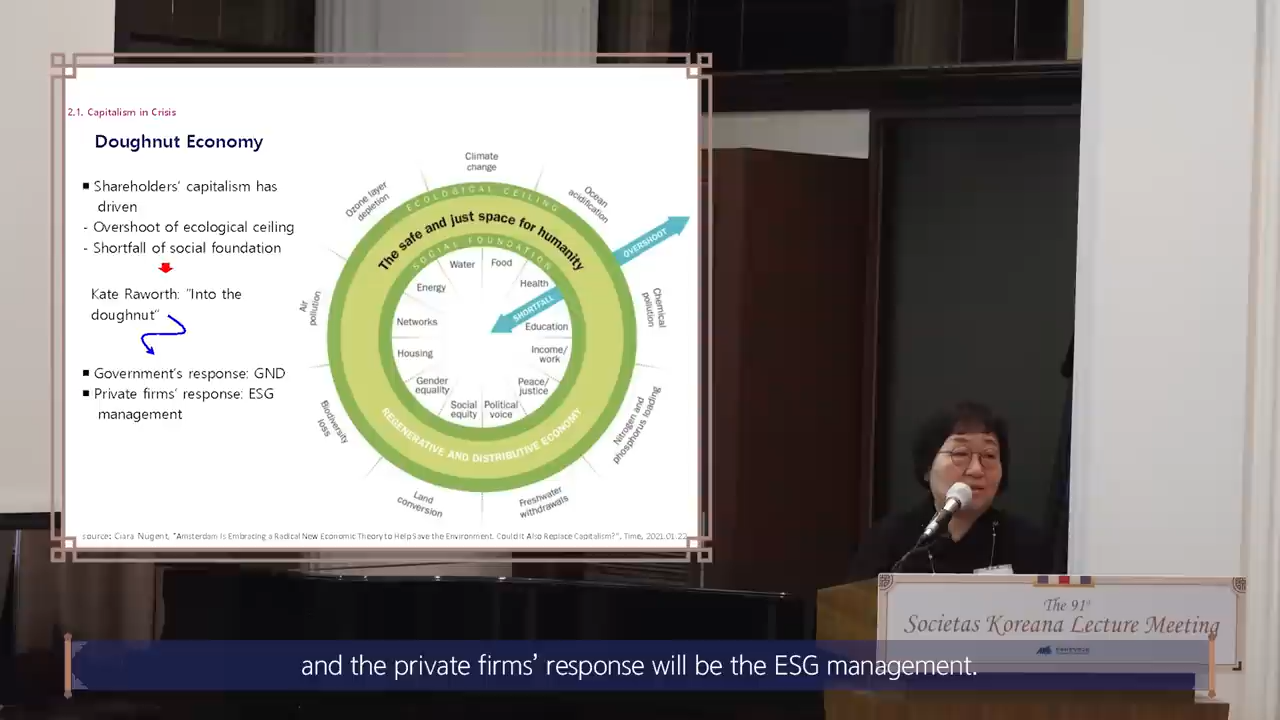 2.1. Capitalism in Crisis
Doughnut Economy
▪ Shareholders' capitalism has
driven
- Overshoot of ecological ceiling
- Shortfall of social foundation
Kate Raworth: "Into the
doughnut"
▪ Government's response: GND
▪ Private firms' response: ESG
management
Climate
change
Ozone layer
depletion
Ocean
acidification
ECOLOGICAL CEILING
The safe and just space for humanity
SOCIAL FOUNDATION
OVERSHOOT
Water
Food
Energy
Health
SHORTFALL
Air
pollution
Chemical
pollution
Networks
Education
Housing
Income/
work
Gender
equality
Peace/
justice
Social
equity
Political
voice
REGENERATIVE AND DISTRIBUTIVE ECONOMY
Biodiversity
loss
Nitrogen and
phosphorus loading
Land
conversion
Freshwater
withdrawals
source: Ciara Nugent, "Amsterdam Is Embracing a Radical New Economic Theory to Help Save the Environment. Could It Also Replace Capitalism?", Time, 2021.01.22
The 91st
Societas Koreana Lecture Meeting
and the private firms' response will be the ESG management.